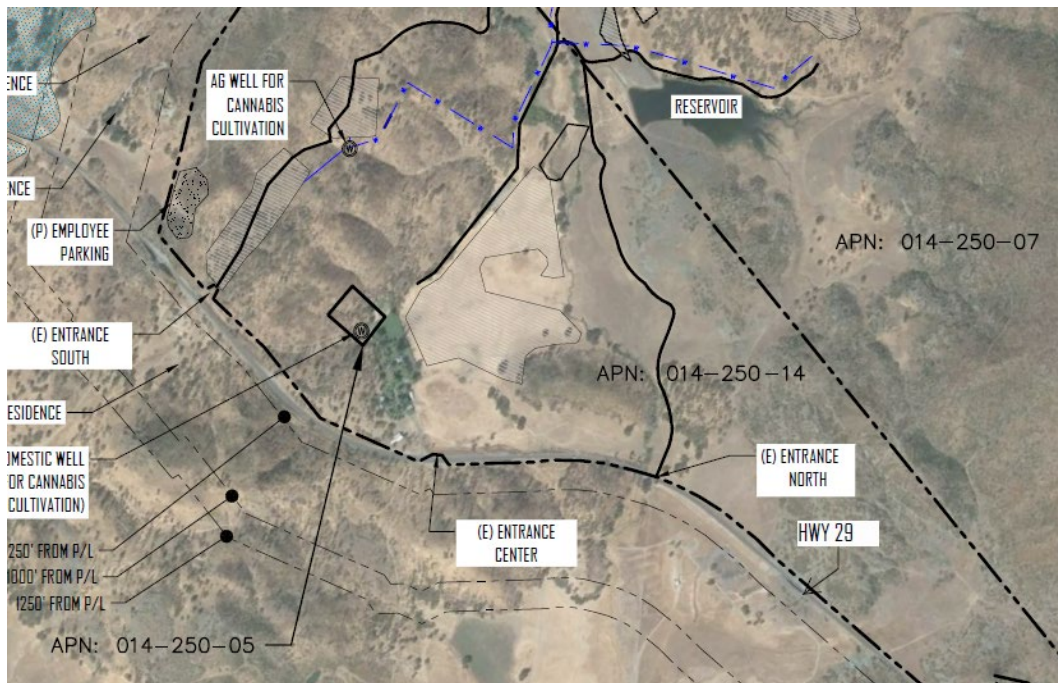 ENCE
AG WELL FOR
CANNABIS
CULTIVATION
RESERVOIR
ENCE
(P) EMPLOYEE
PARKING
APN: 014-250-07
(E) ENTRANCE
SOUTH
APN: 014-250-14
ESIDENCE
OMESTIC WELL
FOR CANNABIS
CULTIVATION)
(E) ENTRANCE
NORTH
(E) ENTRANCE
CENTER
HWY 29
250' FROM P/L
1000' FROM P/L
1250' FROM P/L
APN: 014-250-05
W
W